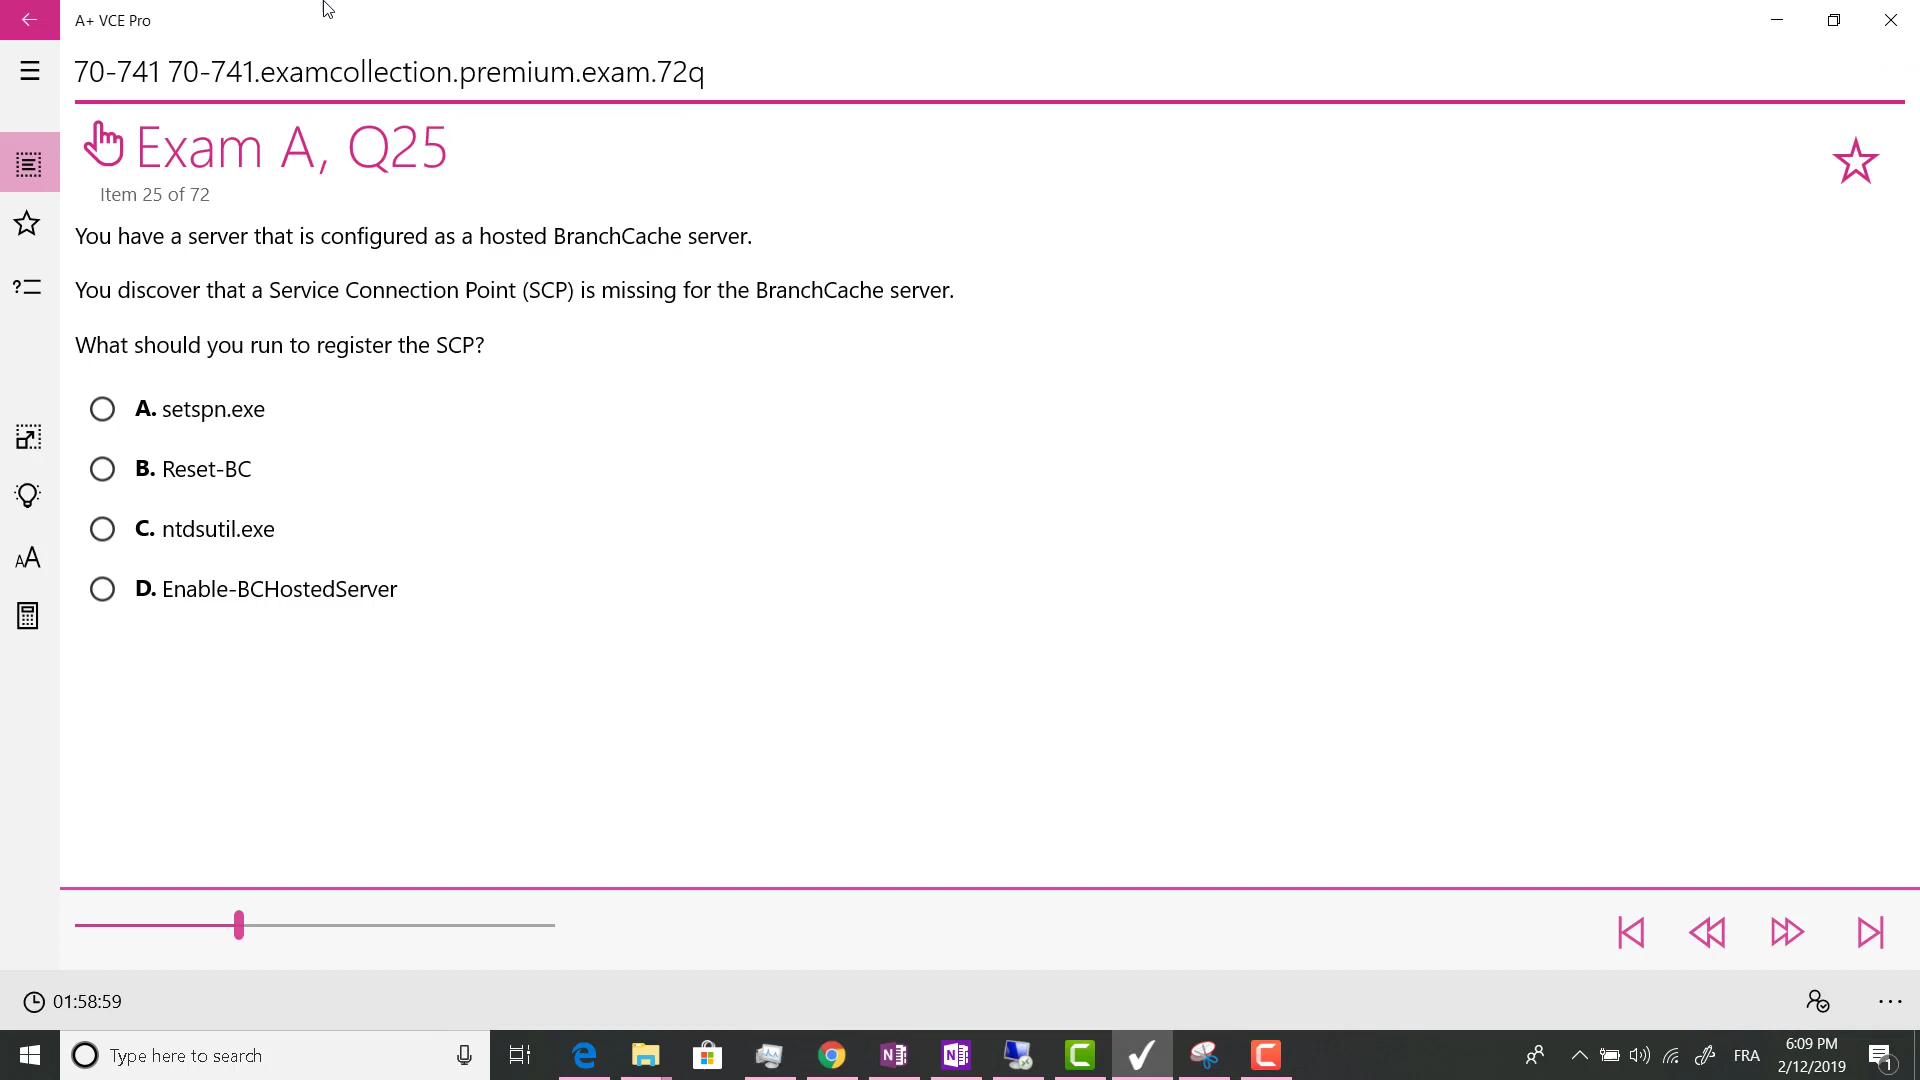 A+ VCE Pro
70-741 70-741.examcollection.premium.exam.72q
Exam A, Q25
Item 25 of 72
You have a server that is configured as a hosted BranchCache server.
You discover that a Service Connection Point (SCP) is missing for the BranchCache server.
What should you run to register the SCP?
A. setspn.exe
B. Reset-BC
C. ntdsutil.exe
D. Enable-BCHostedServer
01:58:59
Type here to search
FRA
6:09 PM
2/12/2019
1